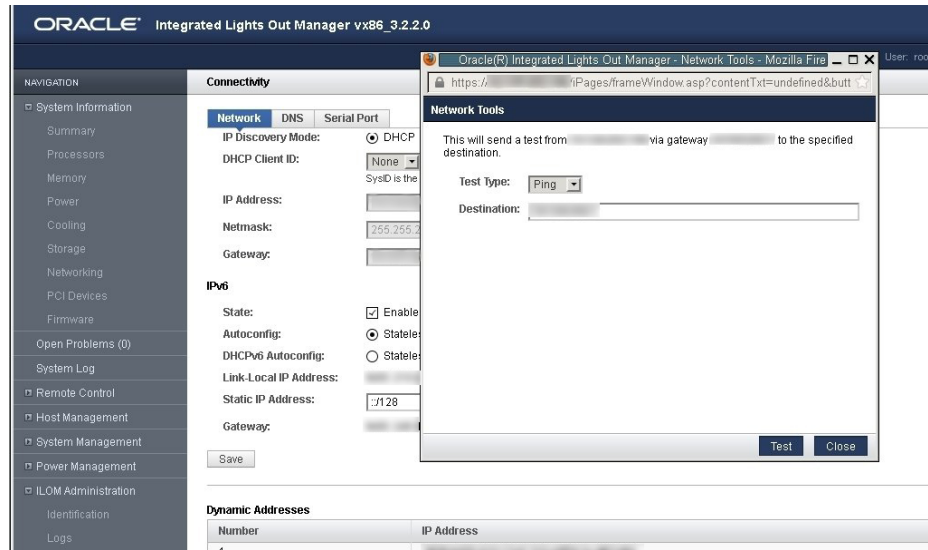 ORACLE® Integrated Lights Out Manager vx86_3.2.2.0
User: roo
NAVIGATION
System Information
Summary
Processors
Memory
Power
Cooling
Storage
Networking
PCI Devices
Firmware
Open Problems (0)
System Log
Remote Control
Host Management
System Management
Power Management
ILOM Administration
Identification
Logs
Connectivity
Network DNS Serial Port
IP Discovery Mode: DHCP
DHCP Client ID: None
SysID is the
IP Address:
Netmask: 255.255.2
Gateway:
IPv6
State: Enable
Autoconfig: Stateles
DHCPv6 Autoconfig: Stateles
Link-Local IP Address:
Static IP Address: ::/128
Gateway:
Save
Dynamic Addresses
Number IP Address
Oracle(R) Integrated Lights Out Manager - Network Tools - Mozilla Fire
https:// /iPages/frameWindow.asp?contentTxt=undefined&butt
Network Tools
This will send a test from via gateway to the specified
destination.
Test Type: Ping
Destination:
Test Close